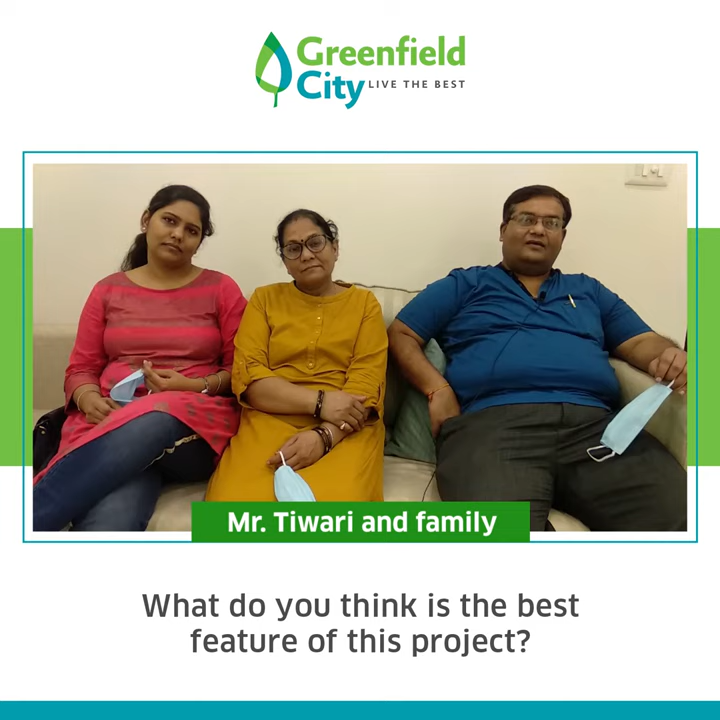 Greenfield
City LIVE THE BEST
Mr. Tiwari and family
What do you think is the best
feature of this project?